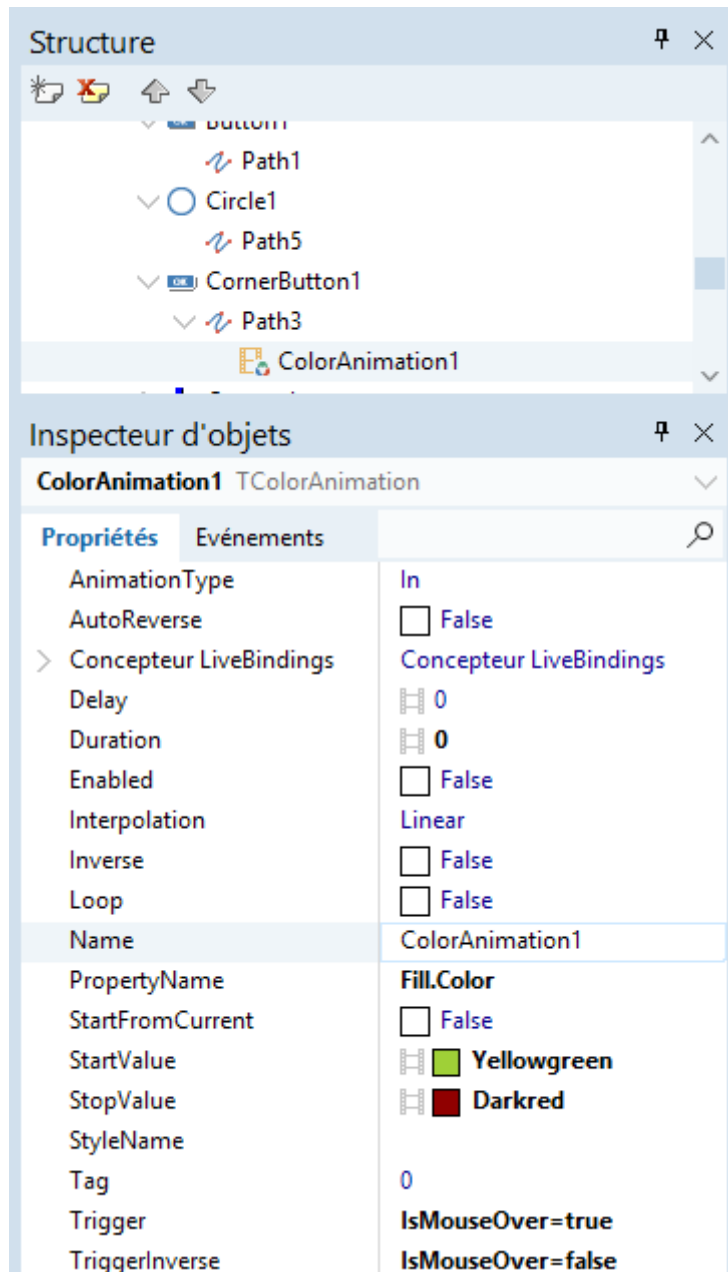 Structure
Button1
Path1
Circle1
Path5
OK CornerButton1
Path3
ColorAnimation1
Inspecteur d'objets
ColorAnimation1 TColorAnimation
Propriétés Evénements
AnimationType In
AutoReverse False
Concepteur LiveBindings Concepteur LiveBindings
Delay 0
Duration 0
Enabled False
Interpolation Linear
Inverse False
Loop False
Name ColorAnimation1
PropertyName Fill.Color
StartFromCurrent False
StartValue Yellowgreen
StopValue Darkred
StyleName
Tag 0
Trigger IsMouseOver=true
TriggerInverse IsMouseOver=false